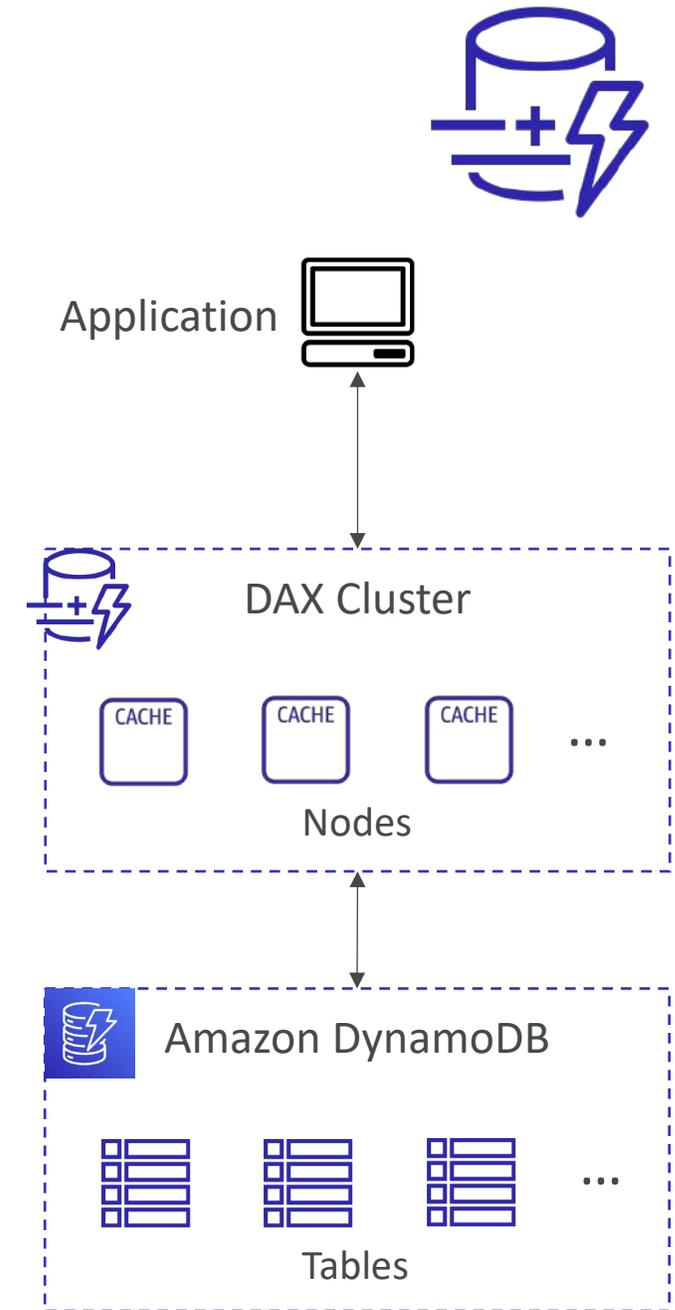 Application
DAX Cluster
CACHE CACHE CACHE ...
Nodes
Amazon DynamoDB
...
Tables